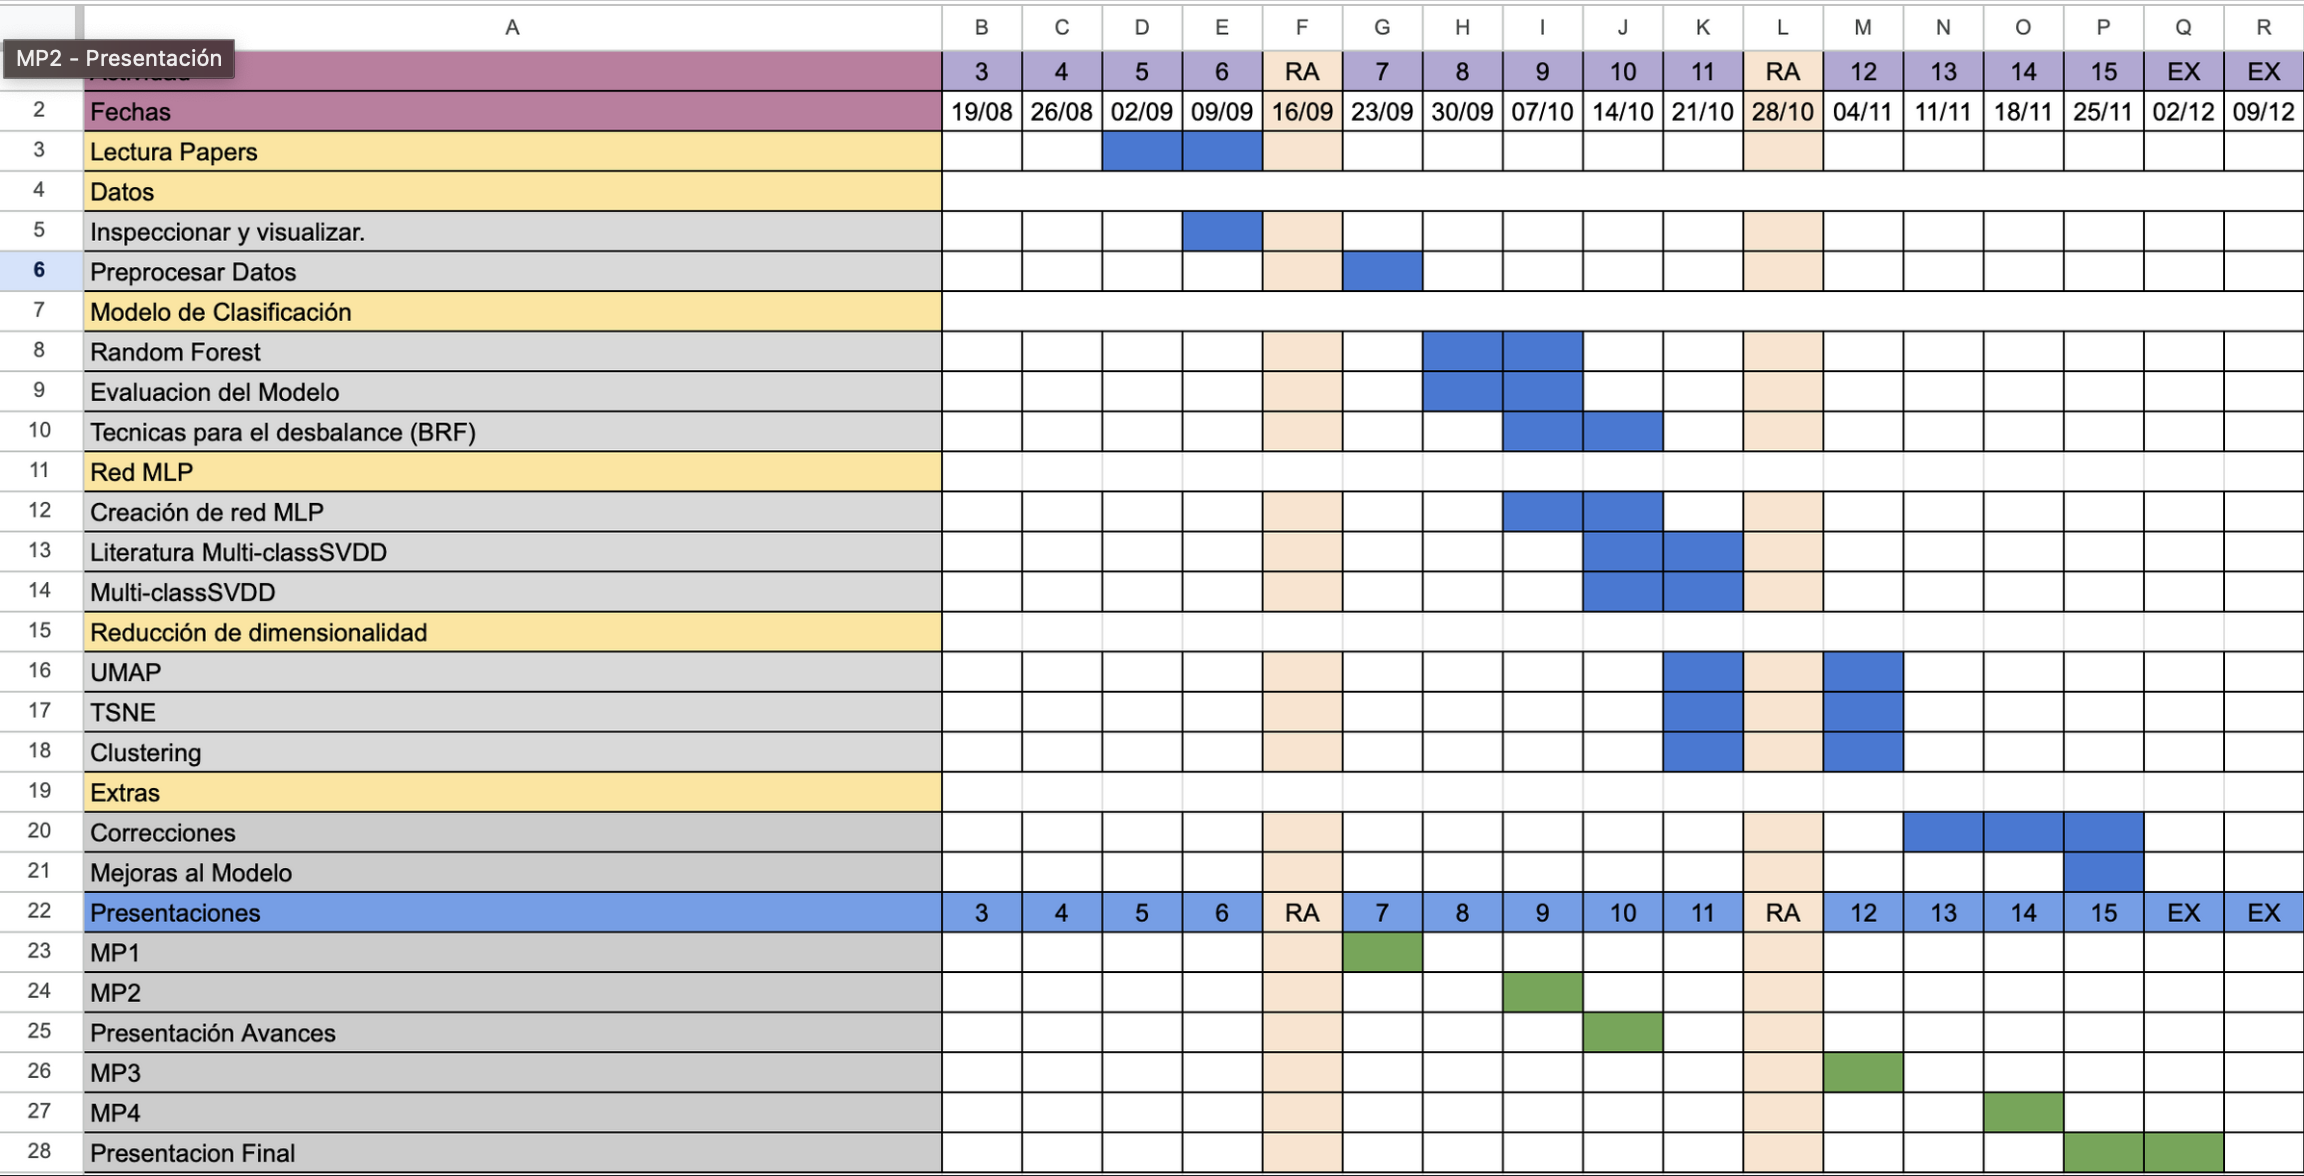 A B C D E F G H I J K L M N O P Q R
MP2 - Presentación
3 4 5 6 RA 7 8 9 10 11 RA 12 13 14 15 EX EX
2 Fechas 19/08 26/08 02/09 09/09 16/09 23/09 30/09 07/10 14/10 21/10 28/10 04/11 11/11 18/11 25/11 02/12 09/12
3 Lectura Papers
4 Datos
5 Inspeccionar y visualizar.
6 Preprocesar Datos
7 Modelo de Clasificación
8 Random Forest
9 Evaluacion del Modelo
10 Tecnicas para el desbalance (BRF)
11 Red MLP
12 Creación de red MLP
13 Literatura Multi-classSVDD
14 Multi-classSVDD
15 Reducción de dimensionalidad
16 UMAP
17 TSNE
18 Clustering
19 Extras
20 Correcciones
21 Mejoras al Modelo
22 Presentaciones 3 4 5 6 RA 7 8 9 10 11 RA 12 13 14 15 EX EX
23 MP1
24 MP2
25 Presentación Avances
26 MP3
27 MP4
28 Presentacion Final